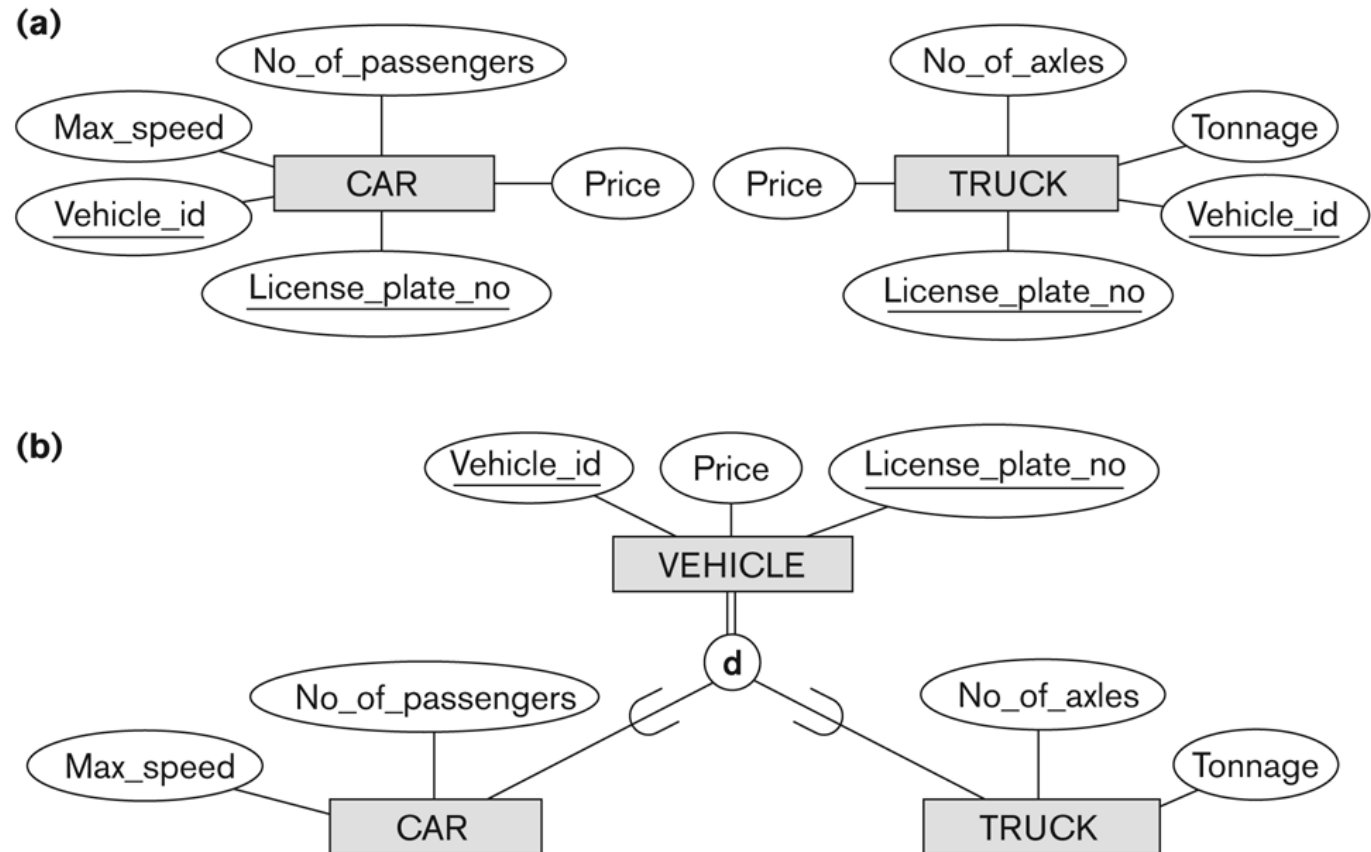 (a)
No_of_passengers
No_of_axles
Max_speed
Tonnage
CAR
Price
Price
TRUCK
Vehicle_id
Vehicle_id
License_plate_no
License_plate_no
(b)
Vehicle_id
Price
License_plate_no
VEHICLE
d
No_of_passengers
No_of_axles
Max_speed
Tonnage
CAR
TRUCK